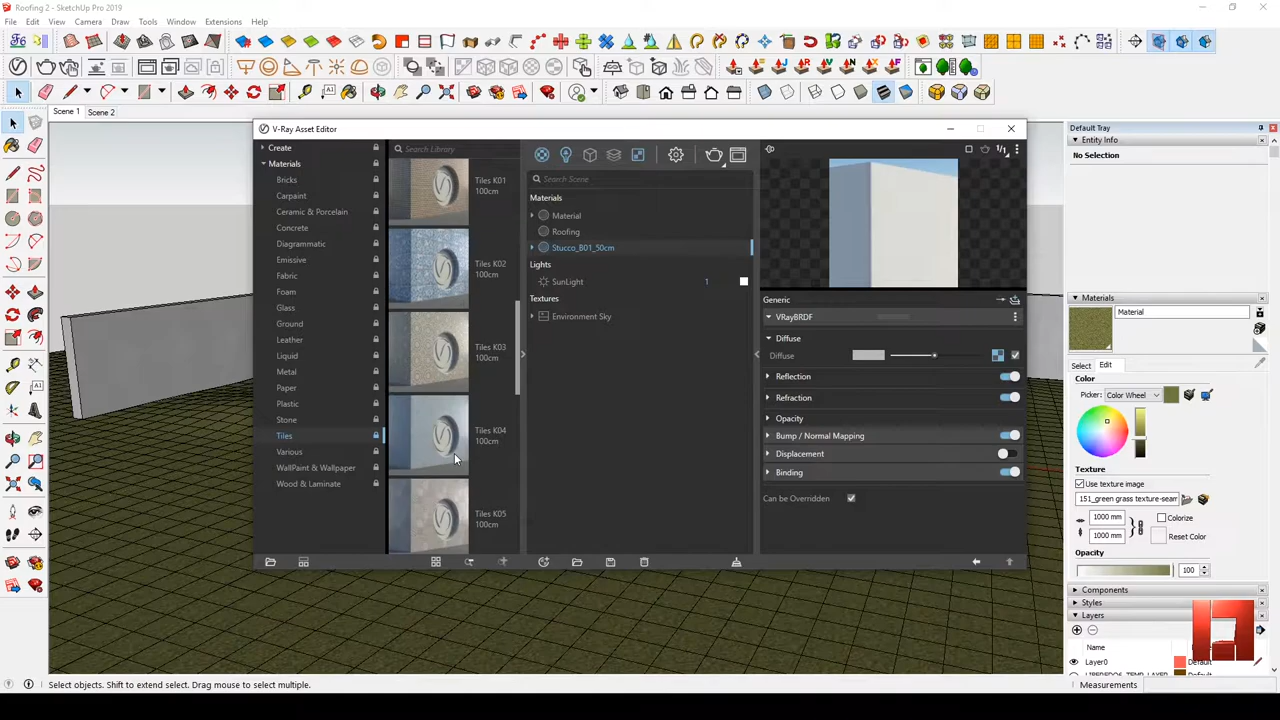 Roofing 2 - SketchUp Pro 2019
File Edit View Camera Draw Tools Window Extensions Help
Scene 1 Scene 2
V-Ray Asset Editor
Create
Materials
Bricks
Carpaint
Ceramic & Porcelain
Concrete
Diagrammatic
Emissive
Fabric
Foam
Glass
Ground
Leather
Liquid
Metal
Paper
Plastic
Stone
Tiles
Various
WallPaint & Wallpaper
Wood & Laminate
Search Library
Tiles K01
100cm
Tiles K02
100cm
Tiles K03
100cm
Tiles K04
100cm
Tiles K05
100cm
Search Scene
Materials
Material
Roofing
Stucco_B01_50cm
Lights
SunLight 1
Textures
Environment Sky
1/1
Generic
VRayBRDF
Diffuse
Diffuse
Reflection
Refraction
Opacity
Bump / Normal Mapping
Displacement
Binding
Can be Overridden
Default Tray
Entity Info
No Selection
Materials
Material
Select Edit
Color
Picker: Color Wheel
Texture
Use texture image
151_green grass texture-seam
1000 mm
Colorize
1000 mm
Reset Color
Opacity
100
Components
Styles
Layers
Name
Layer0 Default
Default
Select objects. Shift to extend select. Drag mouse to select multiple.
Measurements